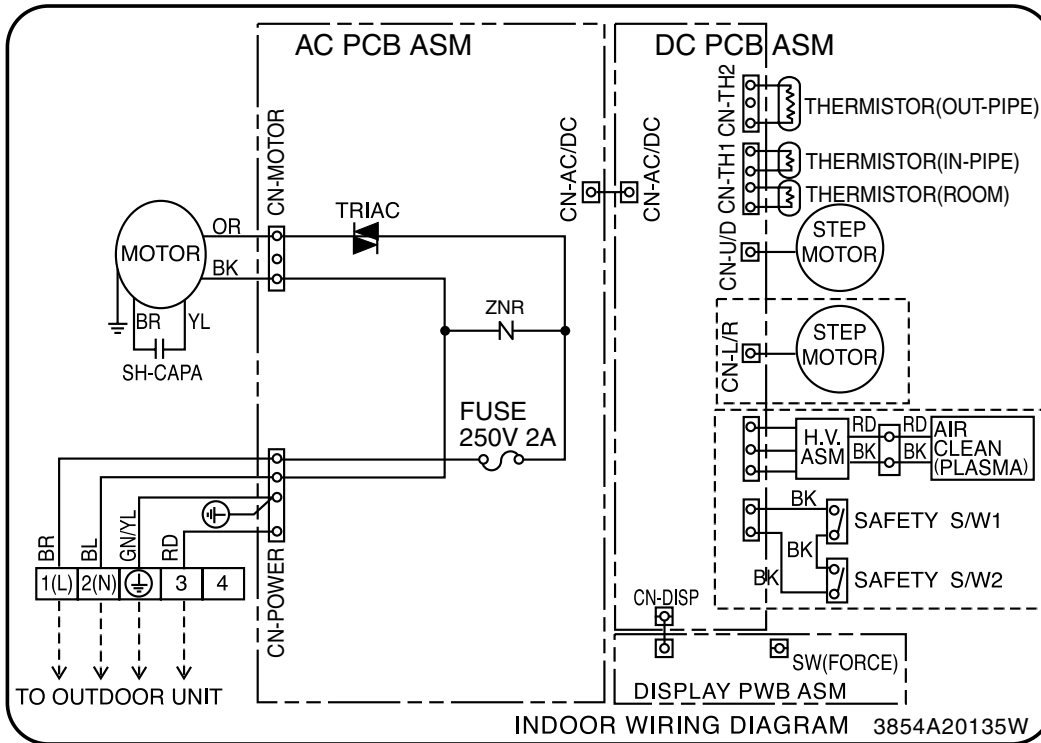 AC PCB ASM
DC PCB ASM
CN-MOTOR
CN-AC/DC
CN-AC/DC
CN-TH2
THERMISTOR(OUT-PIPE)
CN-TH1
THERMISTOR(IN-PIPE)
THERMISTOR(ROOM)
TRIAC
OR
MOTOR
BK
CN-U/D
STEP
MOTOR
BR
YL
SH-CAPA
ZNR
CN-L/R
STEP
MOTOR
FUSE
250V 2A
H.V.
ASM
RD
RD
BK
BK
AIR
CLEAN
(PLASMA)
BK
SAFETY S/W1
BK
BK
SAFETY S/W2
BR
BL
GN/YL
RD
CN-POWER
1(L)
2(N)
3
4
TO OUTDOOR UNIT
CN-DISP
SW(FORCE)
DISPLAY PWB ASM
INDOOR WIRING DIAGRAM 3854A20135W